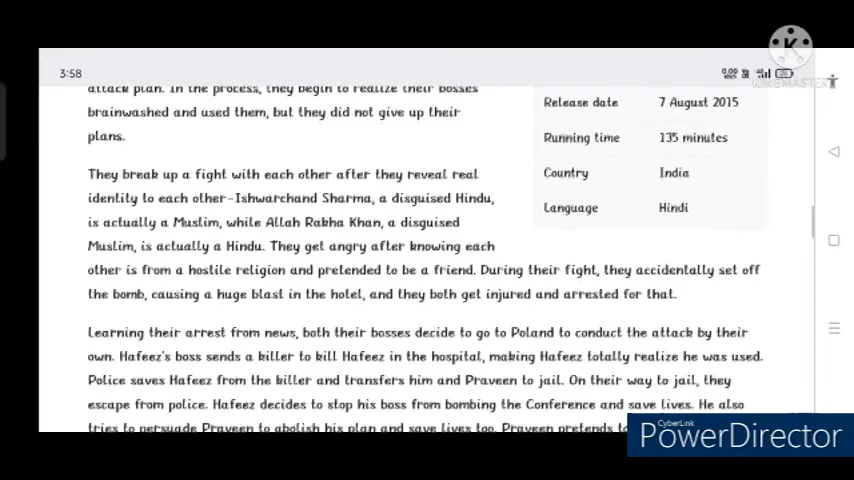 3:58
attack plan. In the process, they begin to realize their bosses
brainwashed and used them, but they did not give up their
plans.
They break up a fight with each other after they reveal real
identity to each other-Ishwarchand Sharma, a disguised Hindu,
is actually a Muslim, while Allah Rakha Khan, a disguised
Muslim, is actually a Hindu. They get angry after knowing each
other is from a hostile religion and pretended to be a friend. During their fight, they accidentally set off
the bomb, causing a huge blast in the hotel, and they both get injured and arrested for that.
Learning their arrest from news, both their bosses decide to go to Poland to conduct the attack by their
own. Hafeez's boss sends a killer to kill Hafeez in the hospital, making Hafeez totally realize he was used.
Police saves Hafeez from the killer and transfers him and Praveen to jail. On their way to jail, they
escape from police. Hafeez decides to stop his boss from bombing the Conference and save lives. He also
tries to persuade Praveen to abolish his plan and save lives too. Praveen pretends to
Release date 7 August 2015
Running time 135 minutes
Country India
Language Hindi
K
KINEMASTER
CyberLink
PowerDirector